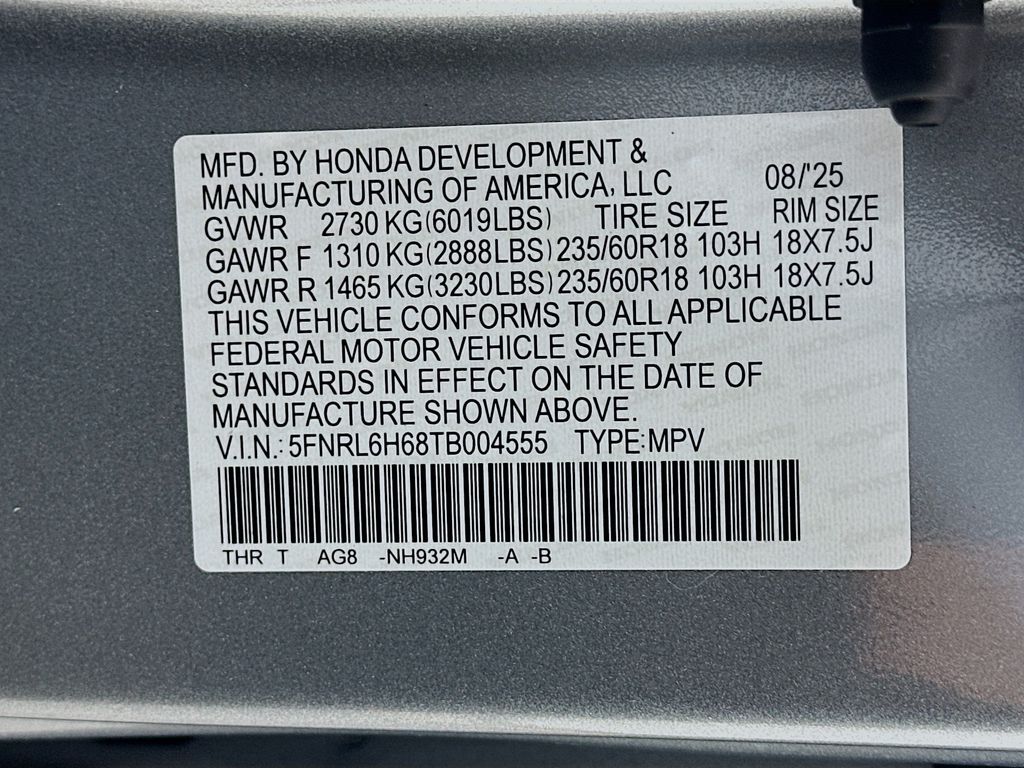 MFD. BY HONDA DEVELOPMENT &
MANUFACTURING OF AMERICA, LLC 08/'25
GVWR 2730 KG(6019LBS) TIRE SIZE RIM SIZE
GAWR F 1310 KG(2888LBS) 235/60R18 103H 18X7.5J
GAWR R 1465 KG(3230LBS) 235/60R18 103H 18X7.5J
THIS VEHICLE CONFORMS TO ALL APPLICABLE
FEDERAL MOTOR VEHICLE SAFETY
STANDARDS IN EFFECT ON THE DATE OF
MANUFACTURE SHOWN ABOVE.
V.I.N.: 5FNRL6H68TB004555 TYPE:MPV
THR T AG8 -NH932M -A -B